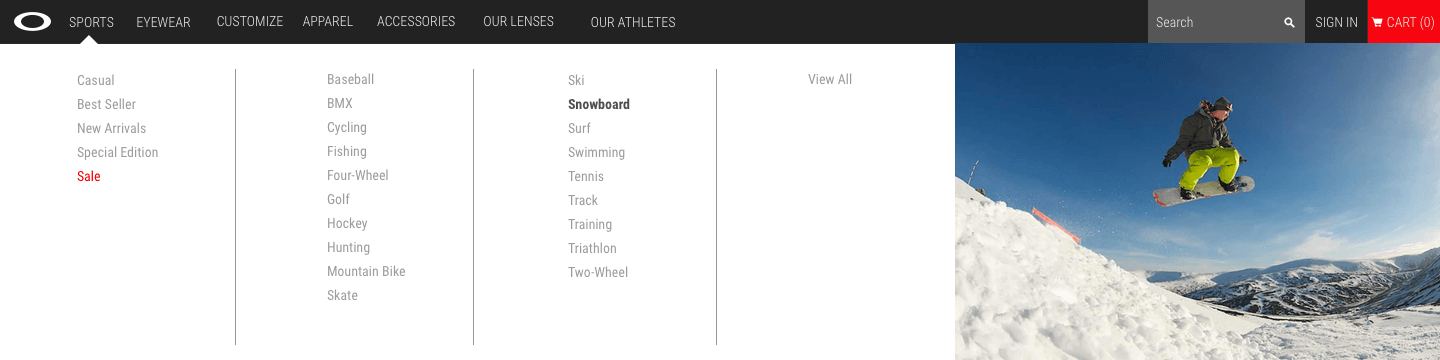 SPORTS EYEWEAR CUSTOMIZE APPAREL ACCESSORIES OUR LENSES OUR ATHLETES Search SIGN IN CART (0)
Casual
Best Seller
New Arrivals
Special Edition
Sale
Baseball
BMX
Cycling
Fishing
Four-Wheel
Golf
Hockey
Hunting
Mountain Bike
Skate
Ski
Snowboard
Surf
Swimming
Tennis
Track
Training
Triathlon
Two-Wheel
View All